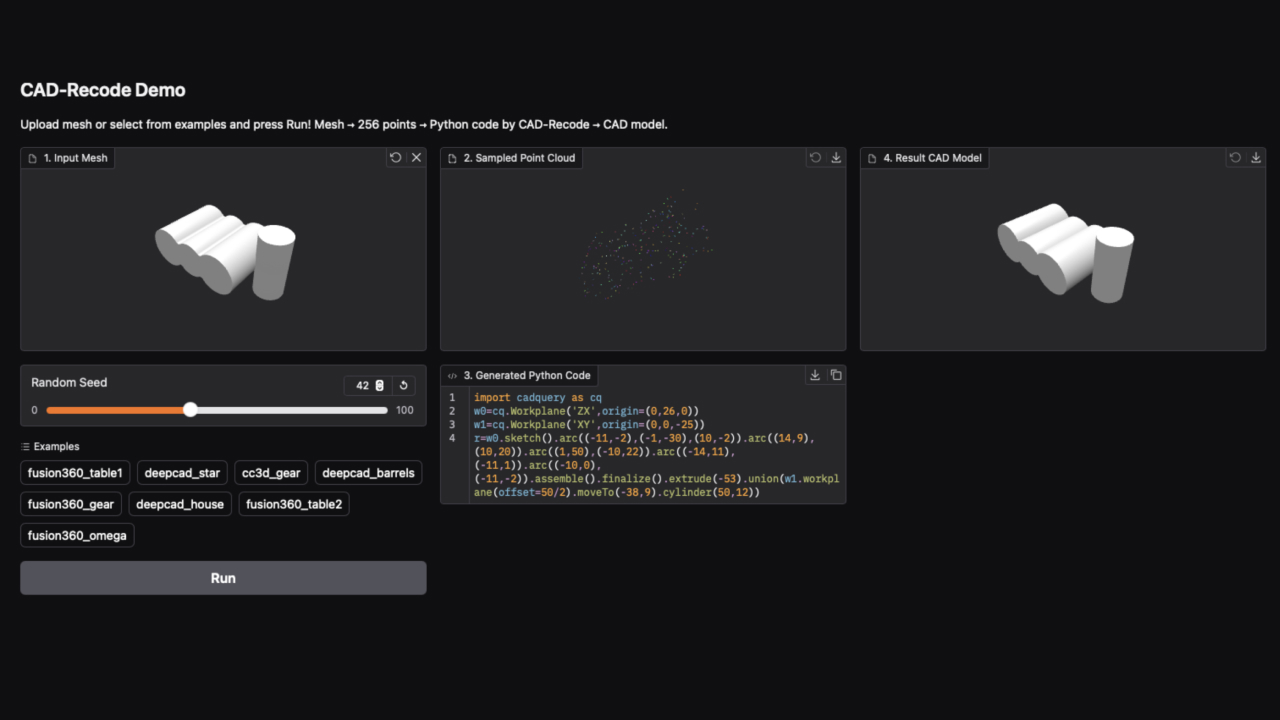 CAD-Recode Demo
Upload mesh or select from examples and press Run! Mesh → 256 points → Python code by CAD-Recode → CAD model.
1. Input Mesh
2. Sampled Point Cloud
4. Result CAD Model
Random Seed
42
0
100
Examples
fusion360_table1
deepcad_star
cc3d_gear
deepcad_barrels
fusion360_gear
deepcad_house
fusion360_table2
fusion360_omega
Run
3. Generated Python Code
1 import cadquery as cq
2 w0=cq.Workplane('ZX',origin=(0,26,0))
3 w1=cq.Workplane('XY',origin=(0,0,-25))
4 r=w0.sketch().arc((-11,-2),(-1,-30),(10,-2)).arc((14,9),
(10,20)).arc((1,50),(-10,22)).arc((-14,11),
(-11,1)).arc((-10,0),
(-11,-2)).assemble().finalize().extrude(-53).union(w1.workpl
ane(offset=50/2).moveTo(-38,9).cylinder(50,12))